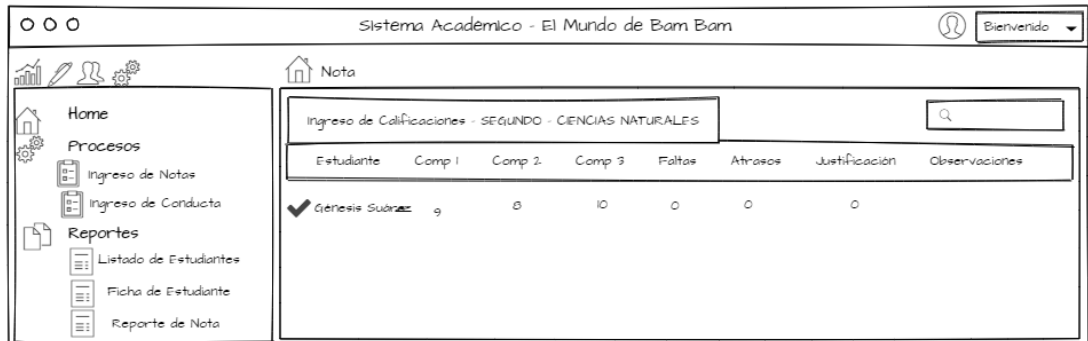 Sistema Académico - El Mundo de Bam Bam
Bienvenido
Nota
Home
Procesos
Ingreso de Notas
Ingreso de Conducta
Reportes
Listado de Estudiantes
Ficha de Estudiante
Reporte de Nota
Ingreso de Calificaciones - SEGUNDO - CIENCIAS NATURALES
Estudiante Comp 1 Comp 2 Comp 3 Faltas Atrasos Justificación Observaciones
Génesis Suárez 9 8 10 0 0 0